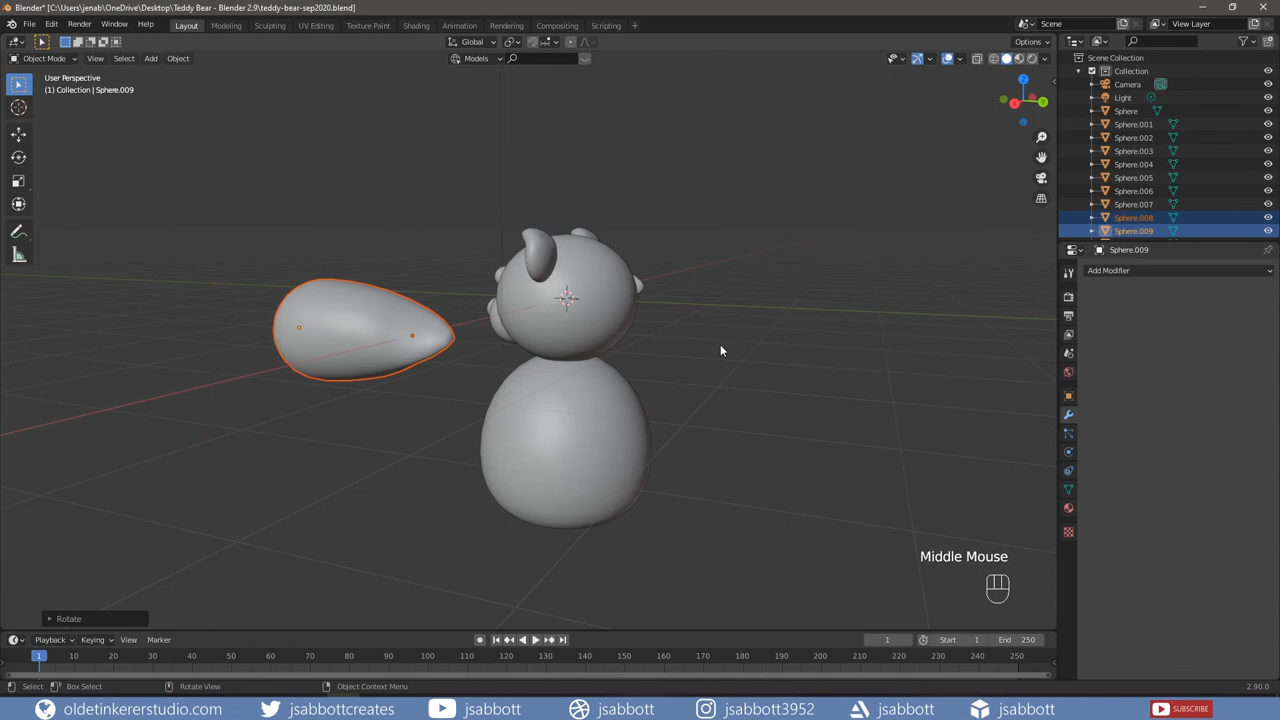 Blender* [C:\Users\jenab\OneDrive\Desktop\Teddy Bear - Blender 2.9\teddy-bear-sep2020.blend]
File Edit Render Window Help Layout Modeling Sculpting UV Editing Texture Paint Shading Animation Rendering Compositing Scripting + Scene View Layer
Global Options
Object Mode View Select Add Object Models
User Perspective
(1) Collection | Sphere.009
X
Y
Z
Scene Collection
Collection
Camera
Light
Sphere
Sphere.001
Sphere.002
Sphere.003
Sphere.004
Sphere.005
Sphere.006
Sphere.007
Sphere.008
Sphere.009
Sphere.009
Add Modifier
Middle Mouse
Rotate
Playback Keying View Marker 1 Start 1 End 250
1 10 20 30 40 50 60 70 80 90 100 110 120 130 140 150 160 170 180 190 200 210 220 230 240 250
Select Box Select Rotate View Object Context Menu 2.90.0
oldetinkererstudio.com jsabbottcreates jsabbott jsabbott jsabbott3952 jsabbott jsabbott SUBSCRIBE